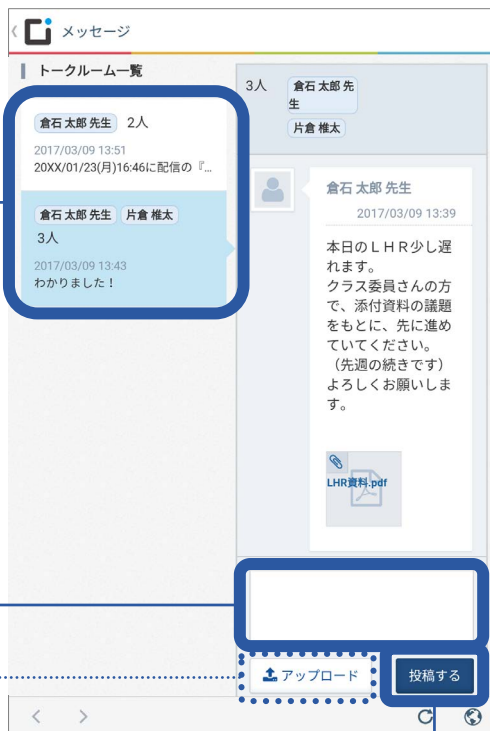 メッセージ
トークルーム一覧
倉石 太郎 先生 2人
2017/03/09 13:51
20XX/01/23(月)16:46に配信の『...
倉石 太郎 先生 片倉 椎太
3人
2017/03/09 13:43
わかりました！
3人 倉石 太郎 先
生
片倉 椎太
倉石 太郎 先生
2017/03/09 13:39
本日のＬＨＲ少し遅
れます。
クラス委員さんの方
で、添付資料の議題
をもとに、先に進め
ていてください。
（先週の続きです）
よろしくお願いしま
す。
LHR資料.pdf
アップロード
投稿する